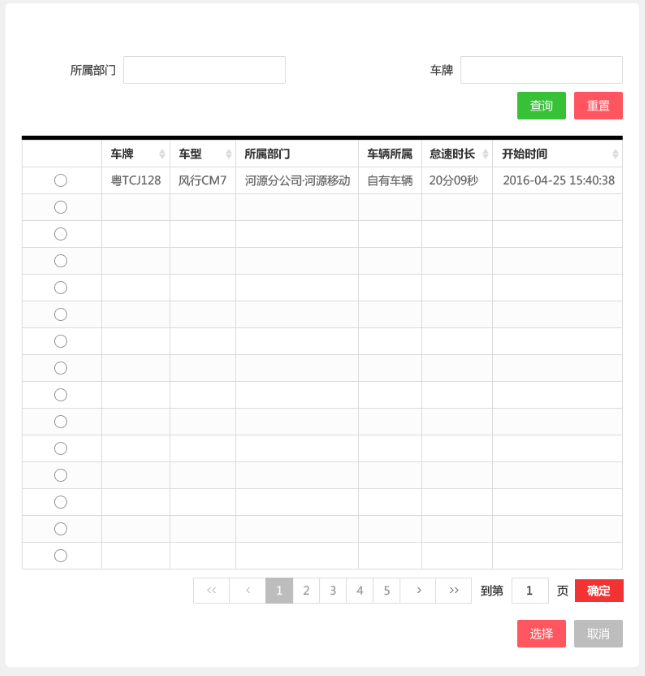 所属部门 车牌
查询 重置
车牌 车型 所属部门 车辆所属 怠速时长 开始时间
粤TCJ128 风行CM7 河源分公司·河源移动 自有车辆 20分09秒 2016-04-25 15:40:38
<< < 1 2 3 4 5 > >> 到第 1 页 确定
选择 取消